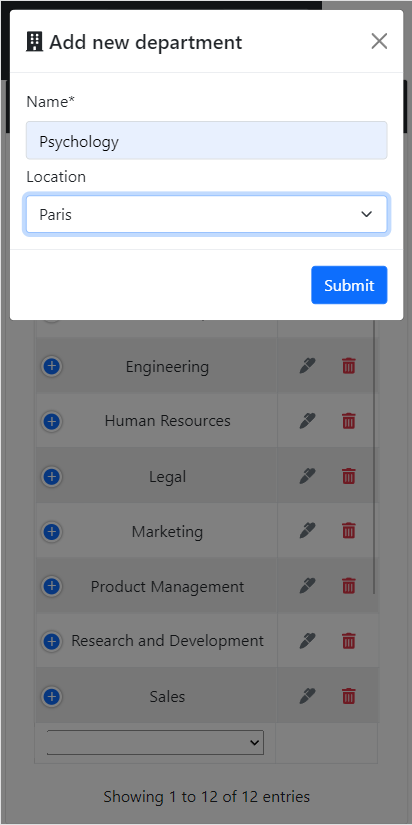 Add new department
Name*
Psychology
Location
Paris
Submit
Engineering
Human Resources
Legal
Marketing
Product Management
Research and Development
Sales
Showing 1 to 12 of 12 entries